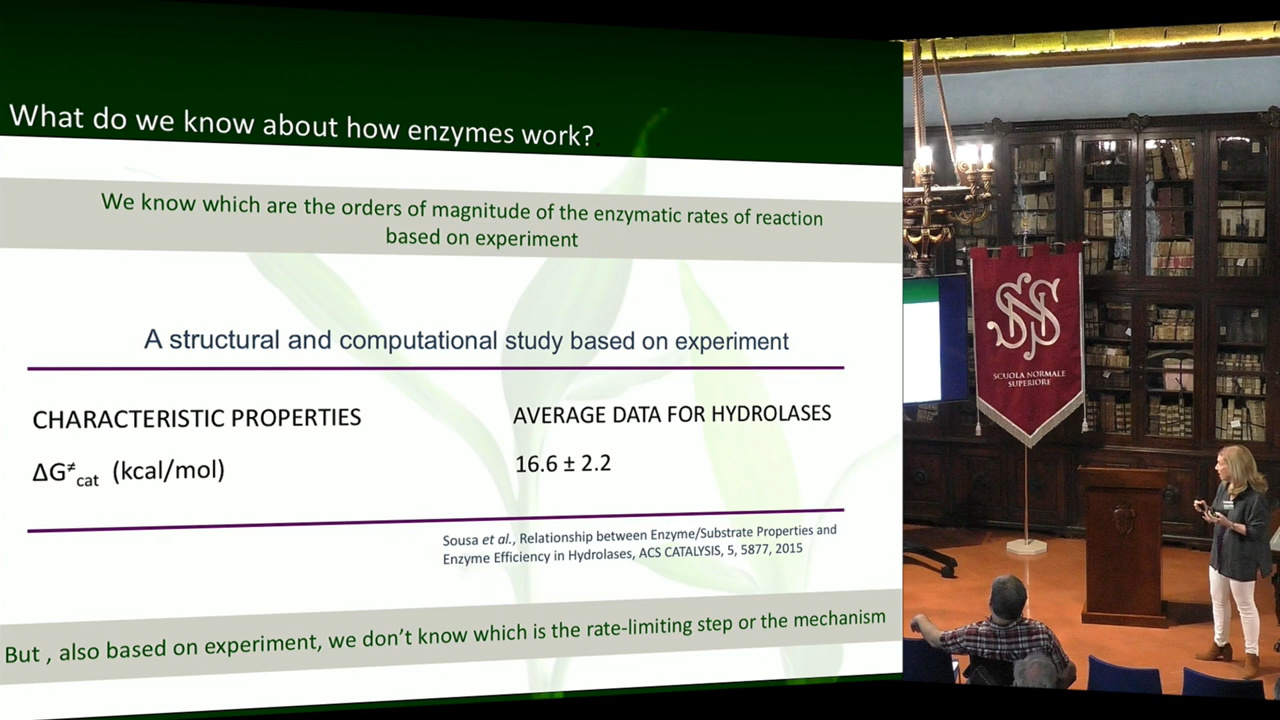 What do we know about how enzymes work?
We know which are the orders of magnitude of the enzymatic rates of reaction
based on experiment
A structural and computational study based on experiment
CHARACTERISTIC PROPERTIES
AVERAGE DATA FOR HYDROLASES
ΔG≠cat (kcal/mol)
16.6 ± 2.2
Sousa et al., Relationship between Enzyme/Substrate Properties and
Enzyme Efficiency in Hydrolases, ACS CATALYSIS, 5, 5877, 2015
But , also based on experiment, we don't know which is the rate-limiting step or the mechanism
SNS
SCUOLA NORMALE
SUPERIORE